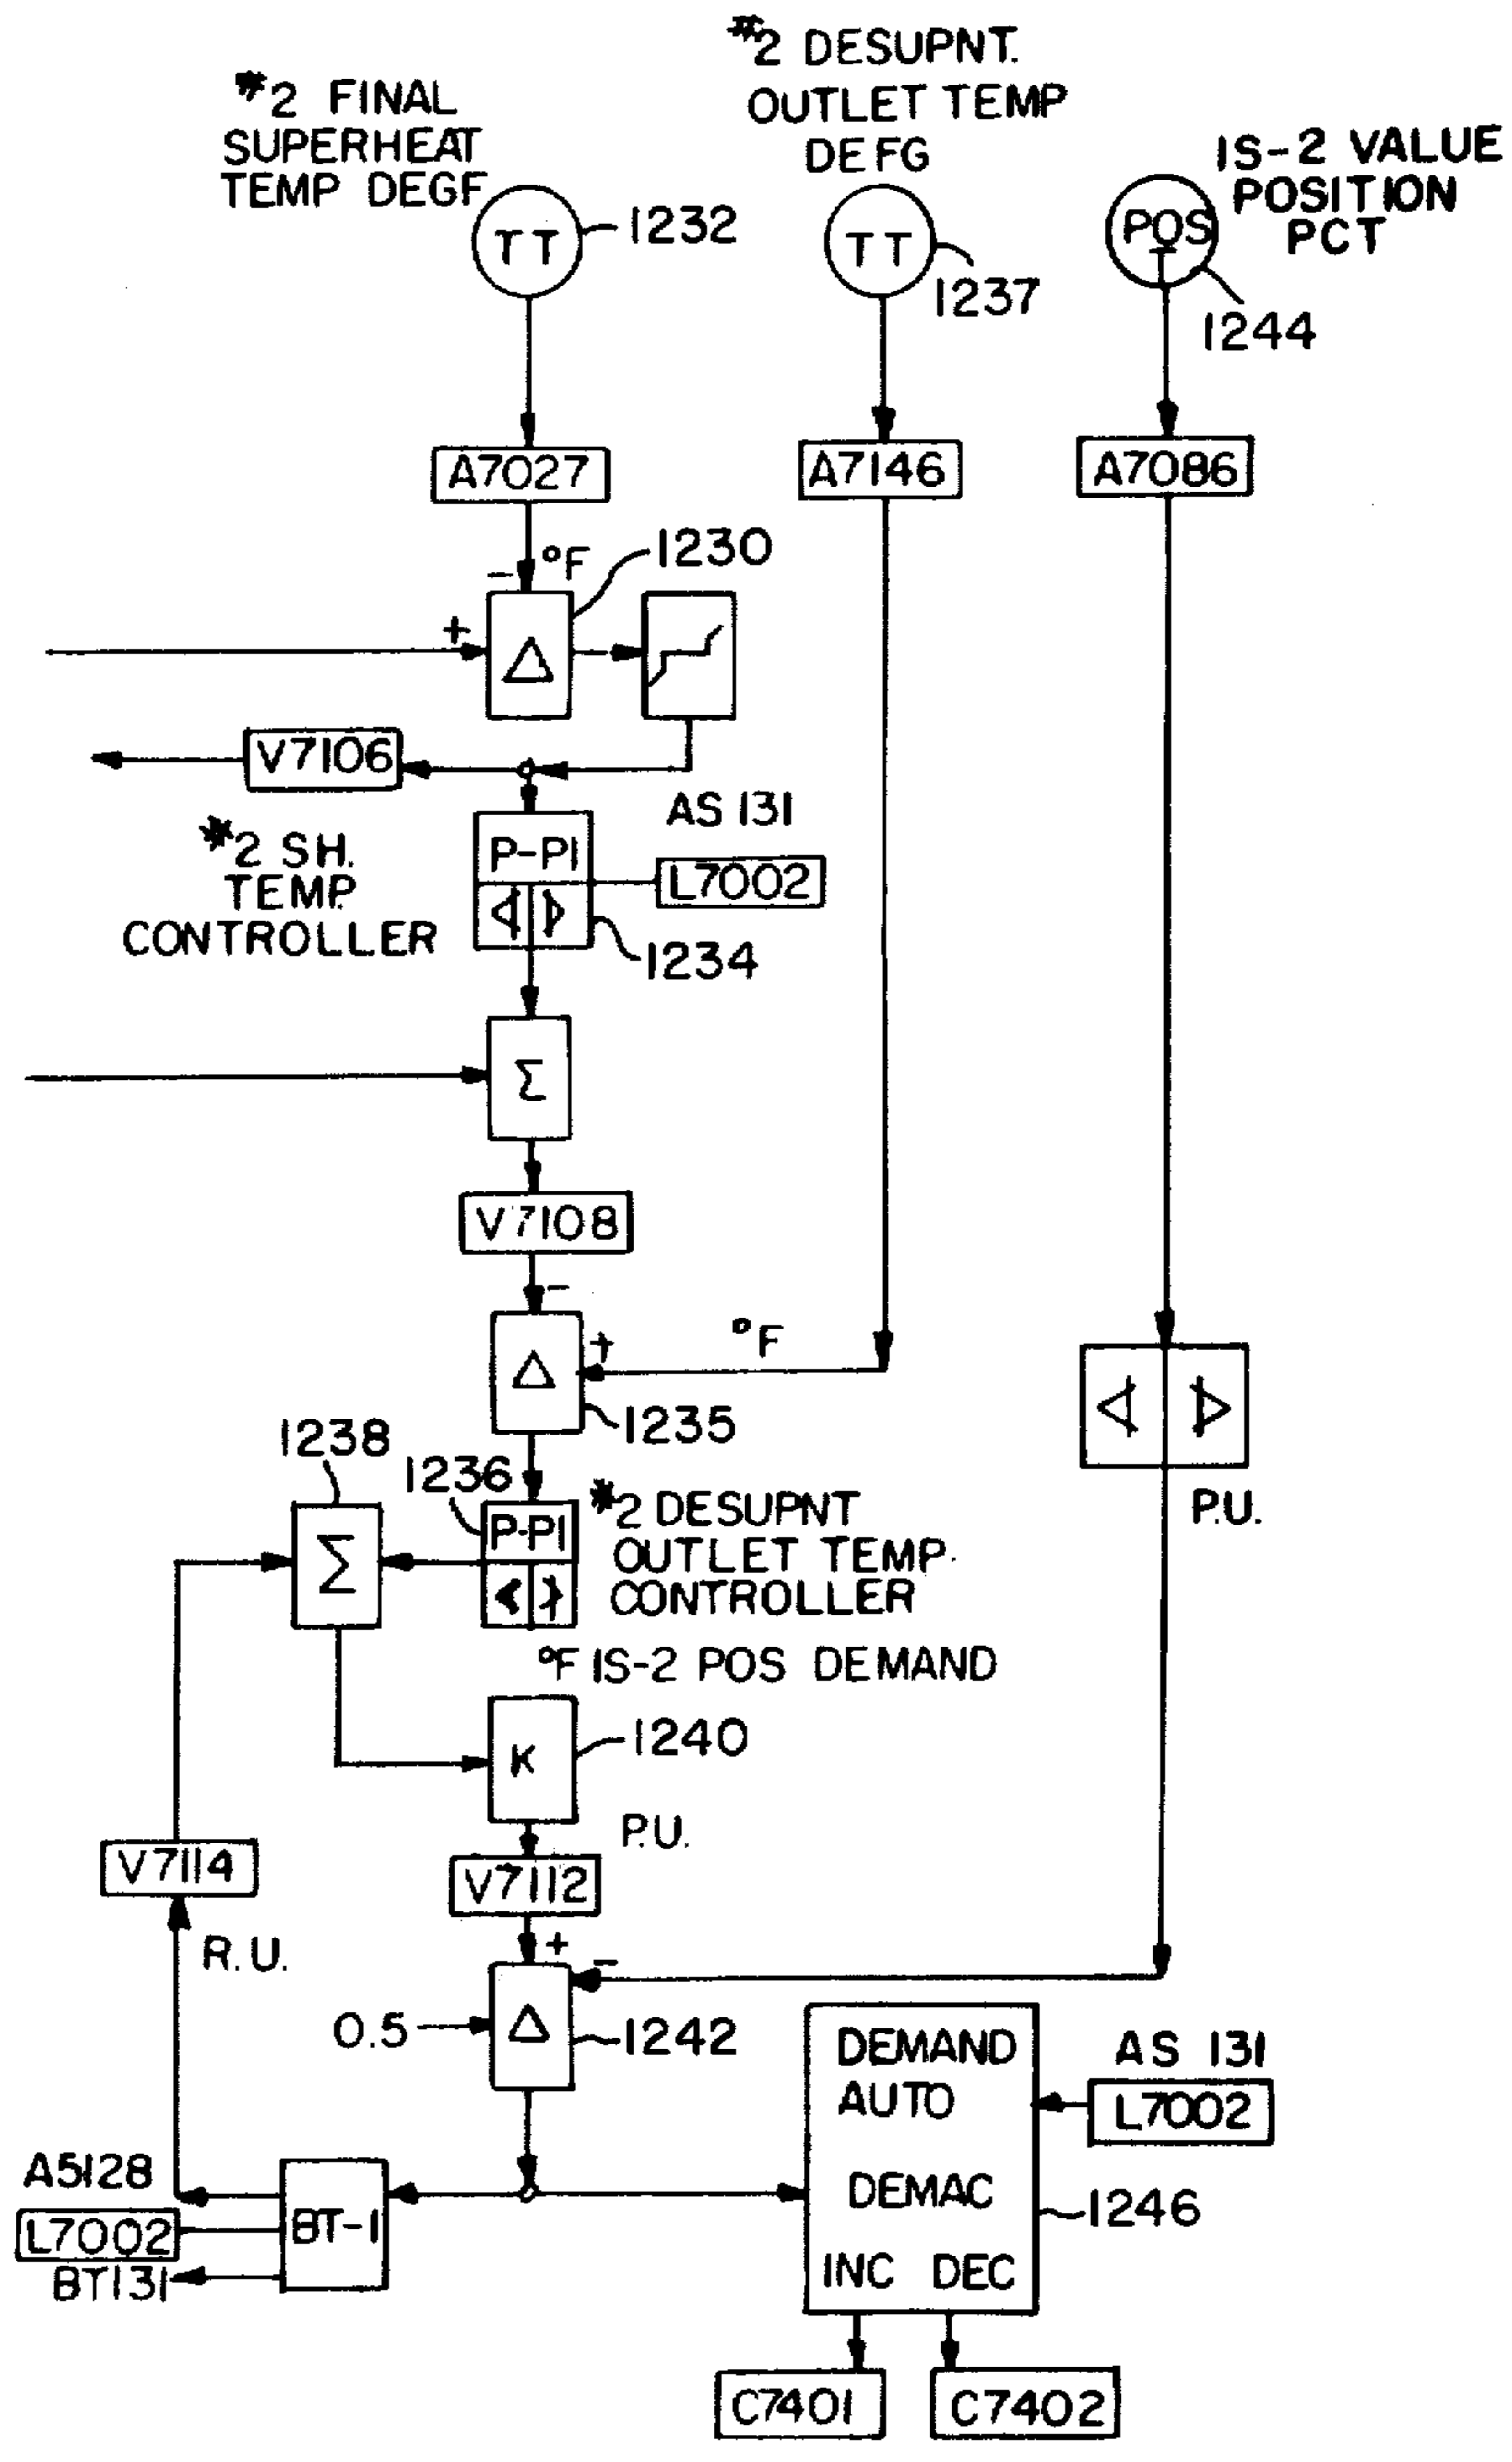 #2 DESUPNT.
OUTLET TEMP
DEFG
#2 FINAL
SUPERHEAT
TEMP DEGF
IS-2 VALUE
POSITION
PCT
TT
1232
TT
1237
POS
T
1244
A7027
A7146
A7086
- °F
1230
+
Δ
V7106
AS 131
#2 SH.
TEMP.
CONTROLLER
P-PI
L7002
1234
Σ
V7108
-
°F
+
Δ
1235
1238
1236
P-PI
#2 DESUPNT
OUTLET TEMP.
CONTROLLER
Σ
P.U.
°F IS-2 POS DEMAND
K
1240
P.U.
V7114
V7112
R.U.
+
-
0.5
Δ
1242
DEMAND
AUTO
AS 131
L7002
A5128
L7002
BT131
BT-1
DEMAC
1246
INC DEC
C7401
C7402